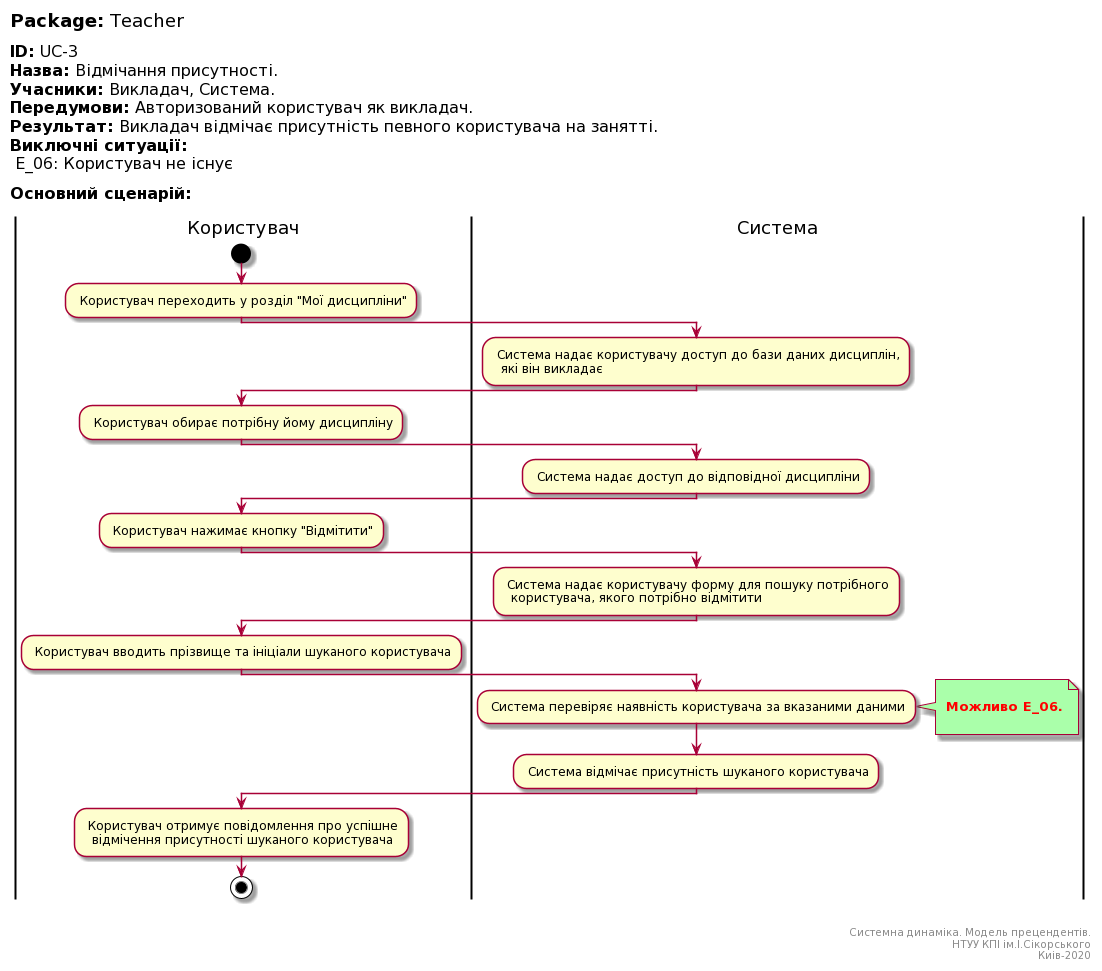 Package: Teacher
ID: UC-3
Назва: Відмічання присутності.
Учасники: Викладач, Система.
Передумови: Авторизований користувач як викладач.
Результат: Викладач відмічає присутність певного користувача на занятті.
Виключні ситуації:
E_06: Користувач не існує
Основний сценарій:
Користувач
Система
Користувач переходить у розділ "Мої дисципліни"
Система надає користувачу доступ до бази даних дисциплін,
які він викладає
Користувач обирає потрібну йому дисципліну
Система надає доступ до відповідної дисципліни
Користувач нажимає кнопку "Відмітити"
Система надає користувачу форму для пошуку потрібного
користувача, якого потрібно відмітити
Користувач вводить прізвище та ініціали шуканого користувача
Система перевіряє наявність користувача за вказаними даними
Можливо E_06.
Система відмічає присутність шуканого користувача
Користувач отримує повідомлення про успішне
відмічення присутності шуканого користувача
Системна динаміка. Модель прецендентів.
НТУУ КПІ ім.І.Сікорського
Киів-2020